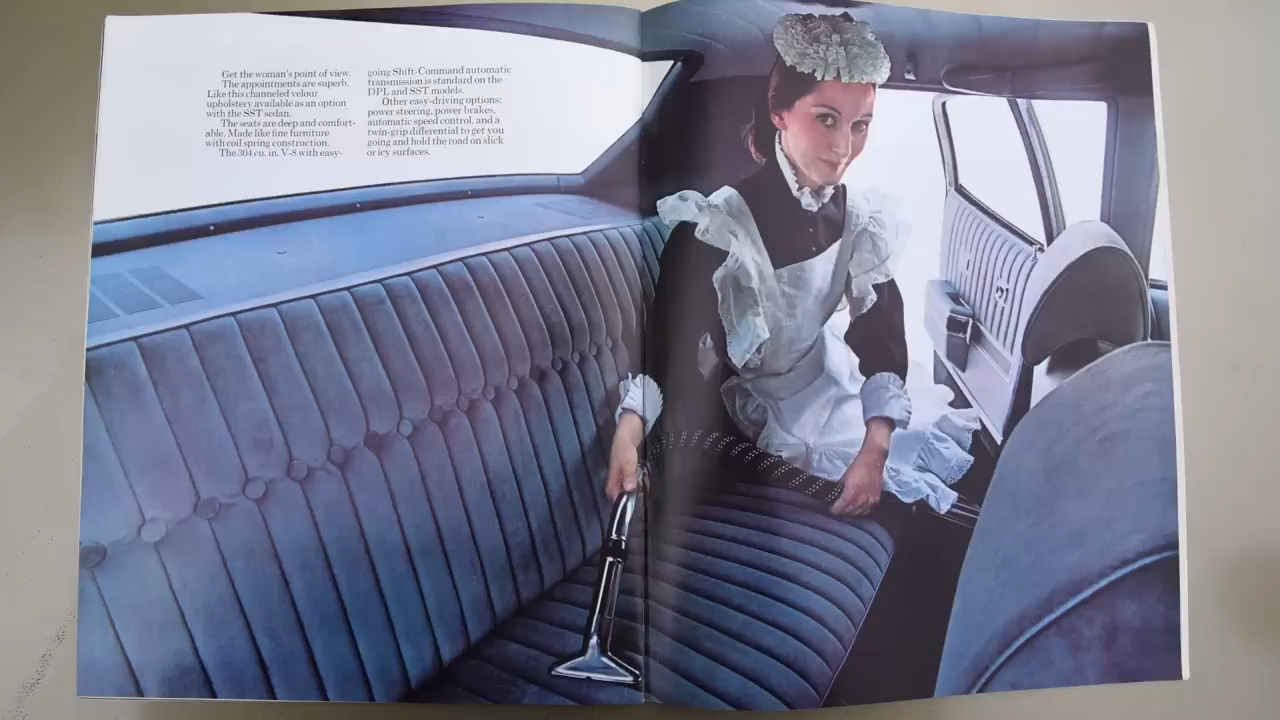 Get the woman's point of view.
The appointments are superb.
Like this channeled velour
upholstery available as an option
with the SST sedan.
The seats are deep and comfort-
able. Made like fine furniture
with coil spring construction.
The 304 cu. in. V-8 with easy-
going Shift-Command automatic
transmission is standard on the
DPL and SST models.
Other easy-driving options:
power steering, power brakes,
automatic speed control, and a
twin-grip differential to get you
going and hold the road on slick
or icy surfaces.